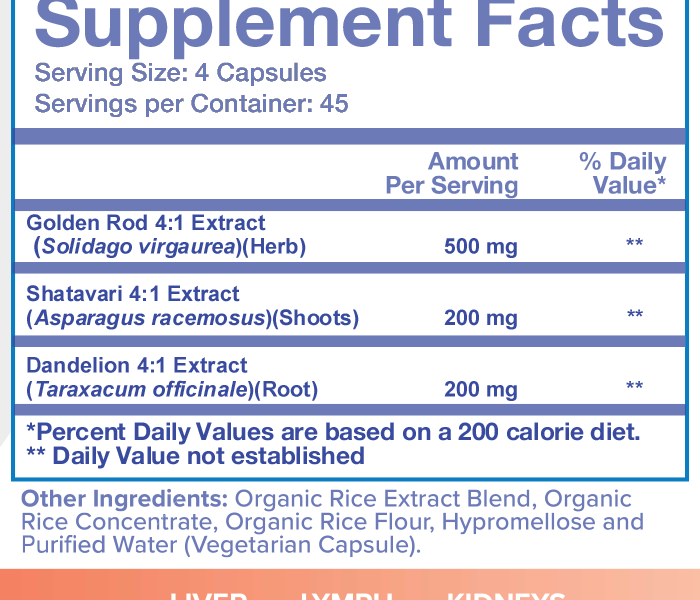 Supplement Facts
Serving Size: 4 Capsules
Servings per Container: 45
Amount Per Serving
% Daily Value*
Golden Rod 4:1 Extract
(Solidago virgaurea)(Herb) 500 mg **
Shatavari 4:1 Extract
(Asparagus racemosus)(Shoots) 200 mg **
Dandelion 4:1 Extract
(Taraxacum officinale)(Root) 200 mg **
*Percent Daily Values are based on a 200 calorie diet.
** Daily Value not established
Other Ingredients: Organic Rice Extract Blend, Organic
Rice Concentrate, Organic Rice Flour, Hypromellose and
Purified Water (Vegetarian Capsule).
LIVER LYMPH KIDNEYS